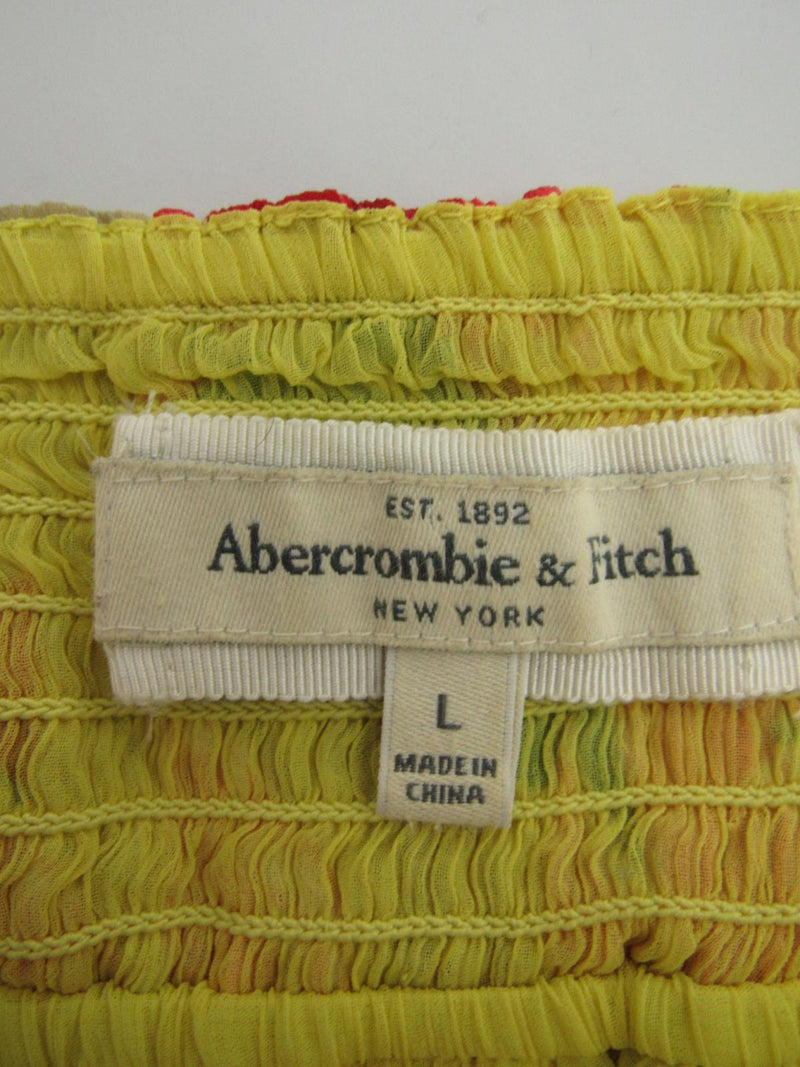 EST. 1892
Abercrombie & Fitch
NEW YORK
L
MADE IN
CHINA